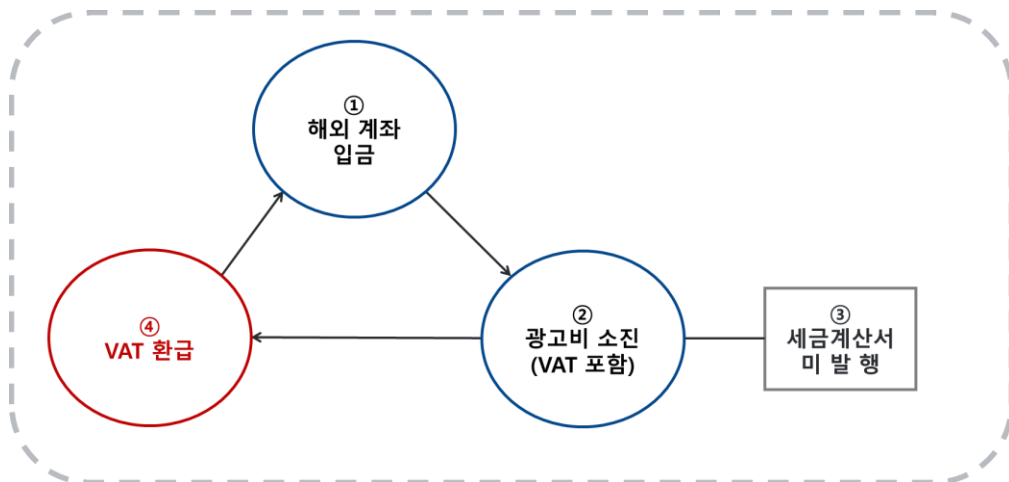 ①
해외 계좌
입금
②
광고비 소진
(VAT 포함)
③
세금계산서
미 발 행
④
VAT 환급